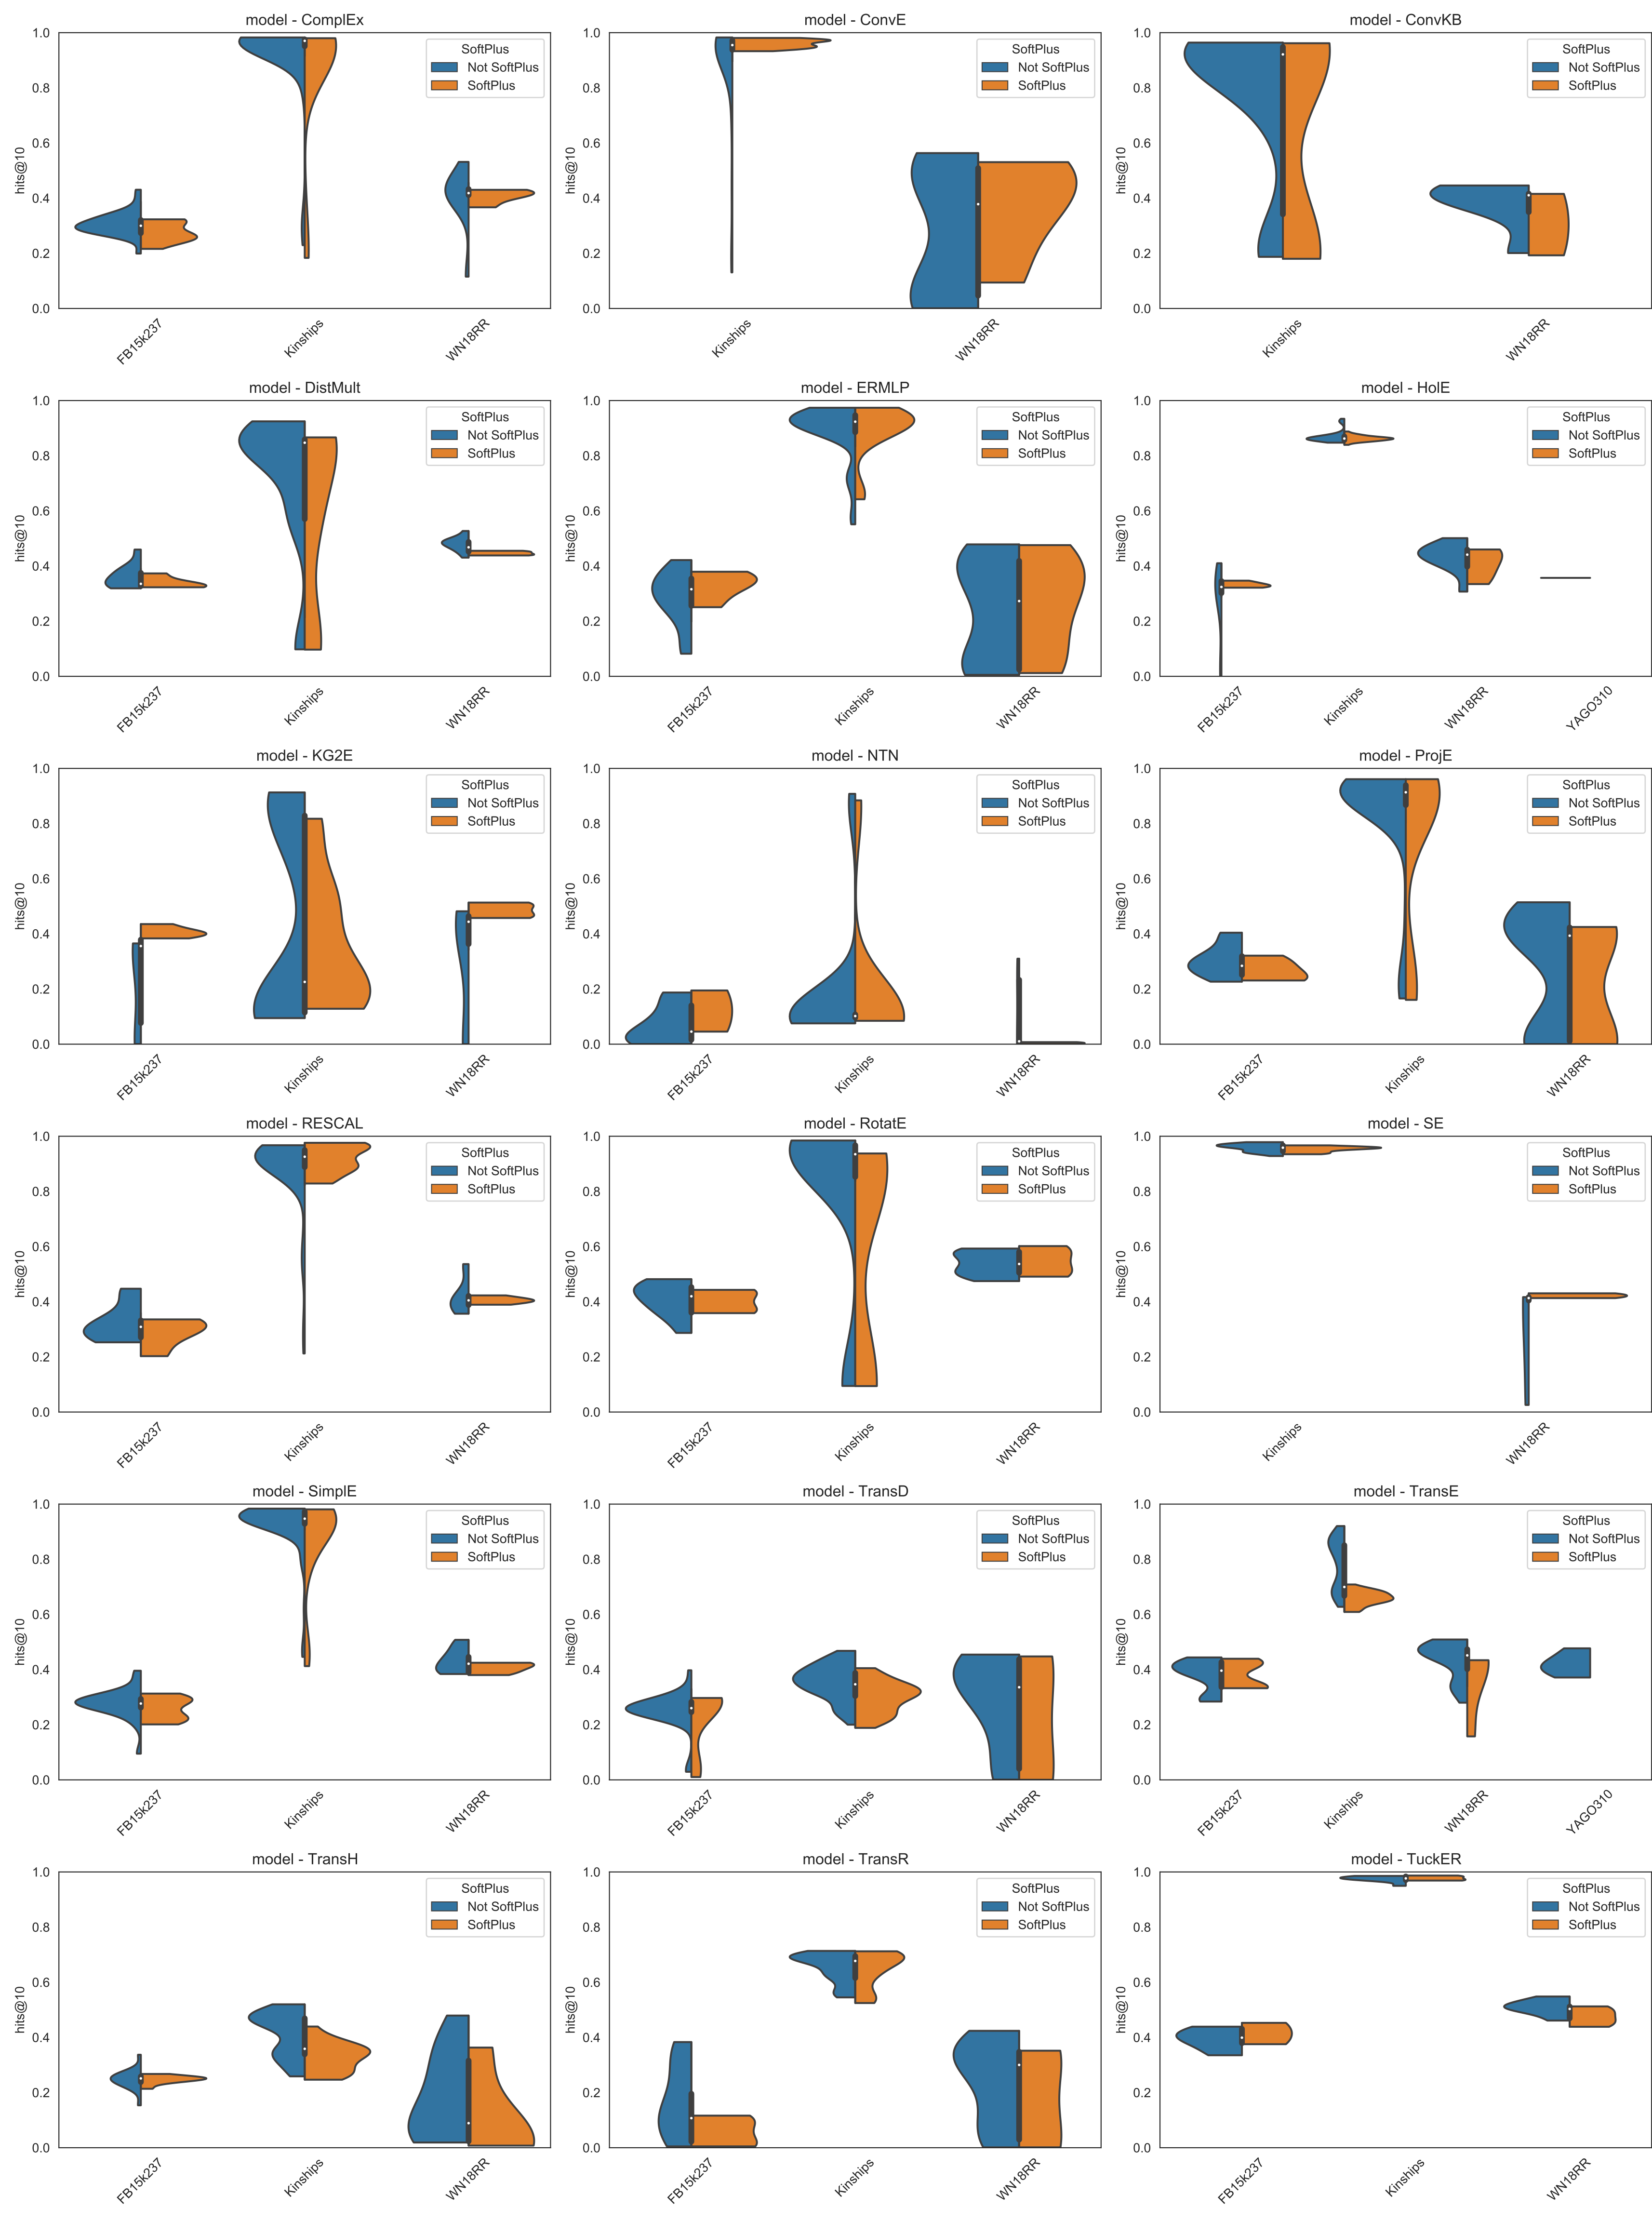 model - ComplEx
1.0
0.8
0.6
0.4
0.2
0.0
hits@10
SoftPlus
Not SoftPlus
SoftPlus
FB15k237
Kinships
WN18RR
model - ConvE
1.0
0.8
0.6
0.4
0.2
0.0
hits@10
SoftPlus
Not SoftPlus
SoftPlus
Kinships
WN18RR
model - ConvKB
1.0
0.8
0.6
0.4
0.2
0.0
hits@10
SoftPlus
Not SoftPlus
SoftPlus
Kinships
WN18RR
model - DistMult
1.0
0.8
0.6
0.4
0.2
0.0
hits@10
SoftPlus
Not SoftPlus
SoftPlus
FB15k237
Kinships
WN18RR
model - ERMLP
1.0
0.8
0.6
0.4
0.2
0.0
hits@10
SoftPlus
Not SoftPlus
SoftPlus
FB15k237
Kinships
WN18RR
model - HolE
1.0
0.8
0.6
0.4
0.2
0.0
hits@10
SoftPlus
Not SoftPlus
SoftPlus
FB15k237
Kinships
WN18RR
YAGO310
model - KG2E
1.0
0.8
0.6
0.4
0.2
0.0
hits@10
SoftPlus
Not SoftPlus
SoftPlus
FB15k237
Kinships
WN18RR
model - NTN
1.0
0.8
0.6
0.4
0.2
0.0
hits@10
SoftPlus
Not SoftPlus
SoftPlus
FB15k237
Kinships
WN18RR
model - ProjE
1.0
0.8
0.6
0.4
0.2
0.0
hits@10
SoftPlus
Not SoftPlus
SoftPlus
FB15k237
Kinships
WN18RR
model - RESCAL
1.0
0.8
0.6
0.4
0.2
0.0
hits@10
SoftPlus
Not SoftPlus
SoftPlus
FB15k237
Kinships
WN18RR
model - RotatE
1.0
0.8
0.6
0.4
0.2
0.0
hits@10
SoftPlus
Not SoftPlus
SoftPlus
FB15k237
Kinships
WN18RR
model - SE
1.0
0.8
0.6
0.4
0.2
0.0
hits@10
SoftPlus
Not SoftPlus
SoftPlus
Kinships
WN18RR
model - SimplE
1.0
0.8
0.6
0.4
0.2
0.0
hits@10
SoftPlus
Not SoftPlus
SoftPlus
FB15k237
Kinships
WN18RR
model - TransD
1.0
0.8
0.6
0.4
0.2
0.0
hits@10
SoftPlus
Not SoftPlus
SoftPlus
FB15k237
Kinships
WN18RR
model - TransE
1.0
0.8
0.6
0.4
0.2
0.0
hits@10
SoftPlus
Not SoftPlus
SoftPlus
FB15k237
Kinships
WN18RR
YAGO310
model - TransH
1.0
0.8
0.6
0.4
0.2
0.0
hits@10
SoftPlus
Not SoftPlus
SoftPlus
FB15k237
Kinships
WN18RR
model - TransR
1.0
0.8
0.6
0.4
0.2
0.0
hits@10
SoftPlus
Not SoftPlus
SoftPlus
FB15k237
Kinships
WN18RR
model - TuckER
1.0
0.8
0.6
0.4
0.2
0.0
hits@10
SoftPlus
Not SoftPlus
SoftPlus
FB15k237
Kinships
WN18RR